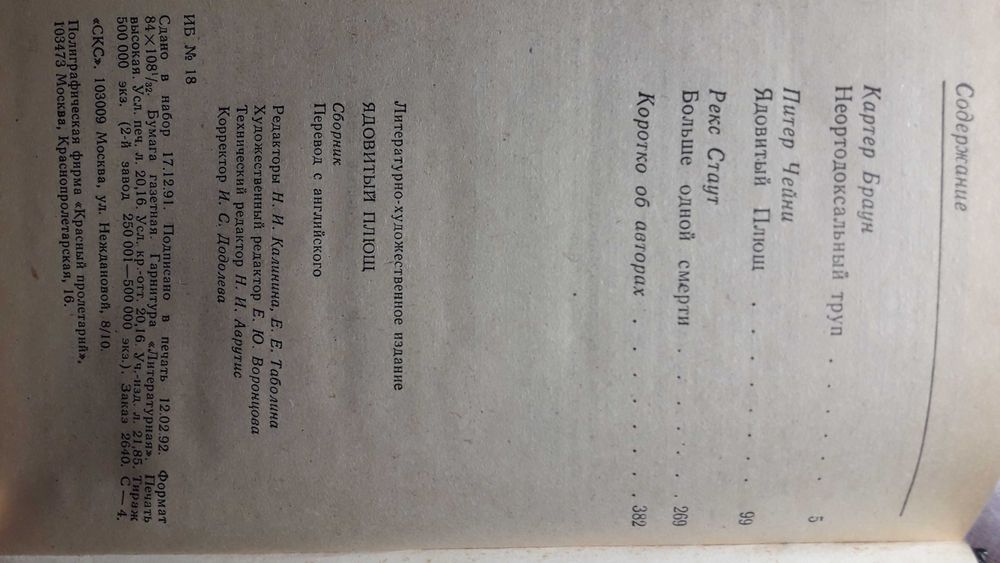 Содержание
Картер Браун
Неортодоксальный труп . . . . 5
Питер Чейни
Ядовитый Плющ . . . . . . 99
Рекс Стаут
Больше одной смерти . . . . . 269
Коротко об авторах . . . . . . . 382
Литературно-художественное издание
ЯДОВИТЫЙ ПЛЮЩ
Сборник
Перевод с английского
Редакторы Н. И. Калинина, Е. Е. Таболина
Художественный редактор Е. Ю. Воронцова
Технический редактор Н. И. Аврутис
Корректор И. С. Додолева
ИБ № 18
Сдано в набор 17.12.91. Подписано в печать 12.02.92. Формат
84×108¹/₃₂. Бумага газетная. Гарнитура «Литературная». Печать
высокая. Усл. печ. л. 20,16. Усл. кр.-отт. 20,16. Уч.-изд. л. 21,85. Тираж
500 000 экз. (2-й завод 250 001—500 000 экз.). Заказ 2640. С — 4.
«СКС». 103009 Москва, ул. Неждановой, 8/10.
Полиграфическая фирма «Красный пролетарий».
103473 Москва, Краснопролетарская, 16.